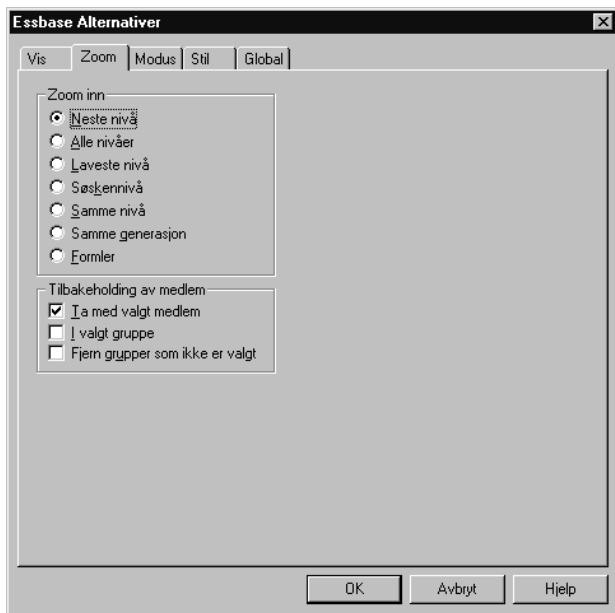 Essbase Alternativer
Vis Zoom Modus Stil Global
Zoom inn
Neste nivå
Alle nivåer
Laveste nivå
Søskennivå
Samme nivå
Samme generasjon
Formler
Tilbakeholding av medlem
Ta med valgt medlem
I valgt gruppe
Fjern grupper som ikke er valgt
OK Avbryt Hjelp